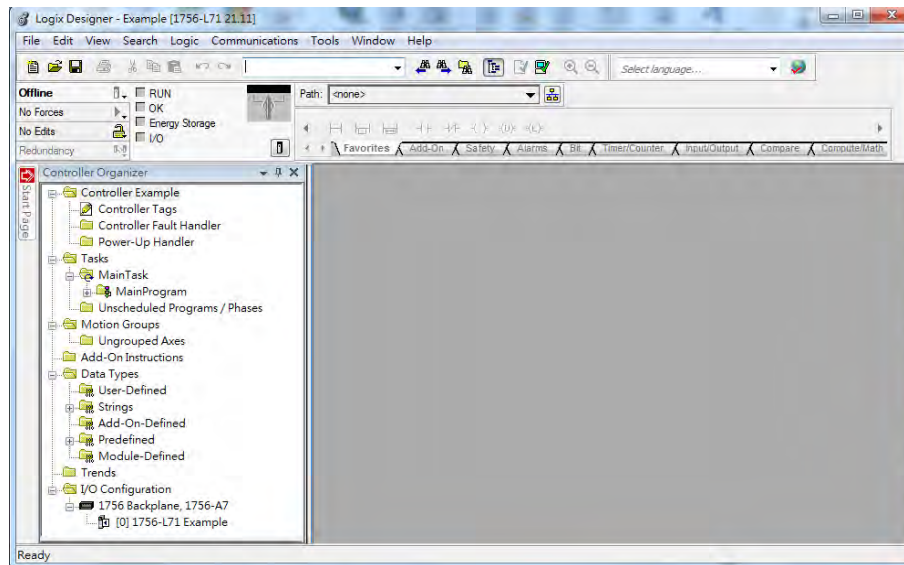 Logix Designer - Example [1756-L71 21.11]
File Edit View Search Logic Communications Tools Window Help
Select language...
Offline
RUN
Path: <none>
No Forces
OK
Energy Storage
No Edits
I/O
Redundancy
Favorites Add-On Safety Alarms Bit Timer/Counter Input/Output Compare Compute/Math
Start Page
Controller Organizer
Controller Example
Controller Tags
Controller Fault Handler
Power-Up Handler
Tasks
MainTask
MainProgram
Unscheduled Programs / Phases
Motion Groups
Ungrouped Axes
Add-On Instructions
Data Types
User-Defined
Strings
Add-On-Defined
Predefined
Module-Defined
Trends
I/O Configuration
1756 Backplane, 1756-A7
[0] 1756-L71 Example
Ready